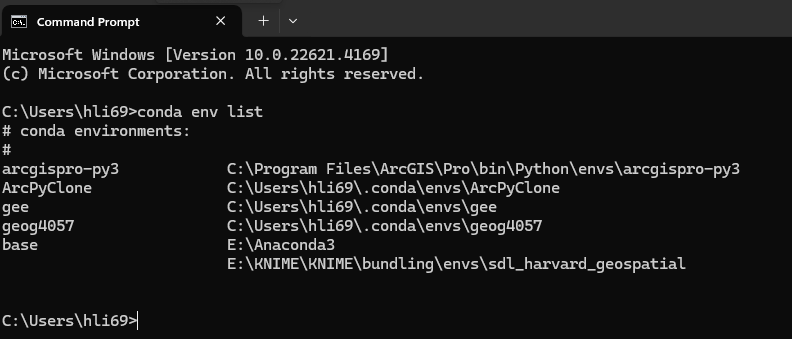 Command Prompt
Microsoft Windows [Version 10.0.22621.4169]
(c) Microsoft Corporation. All rights reserved.
C:\Users\hli69>conda env list
# conda environments:
#
arcgispro-py3            C:\Program Files\ArcGIS\Pro\bin\Python\envs\arcgispro-py3
ArcPyClone               C:\Users\hli69\.conda\envs\ArcPyClone
gee                      C:\Users\hli69\.conda\envs\gee
geog4057                 C:\Users\hli69\.conda\envs\geog4057
base                     E:\Anaconda3
                         E:\KNIME\KNIME\bundling\envs\sdl_harvard_geospatial
C:\Users\hli69>